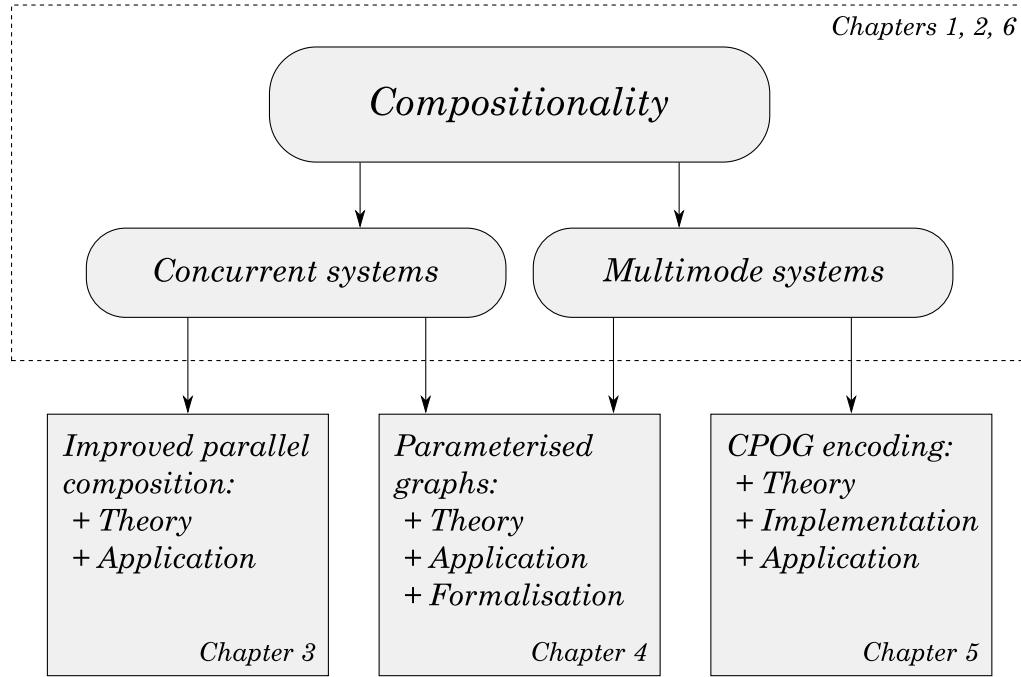 Chapters 1, 2, 6
Compositionality
Concurrent systems
Multimode systems
Improved parallel
composition:
+ Theory
+ Application
Chapter 3
Parameterised
graphs:
+ Theory
+ Application
+ Formalisation
Chapter 4
CPOG encoding:
+ Theory
+ Implementation
+ Application
Chapter 5